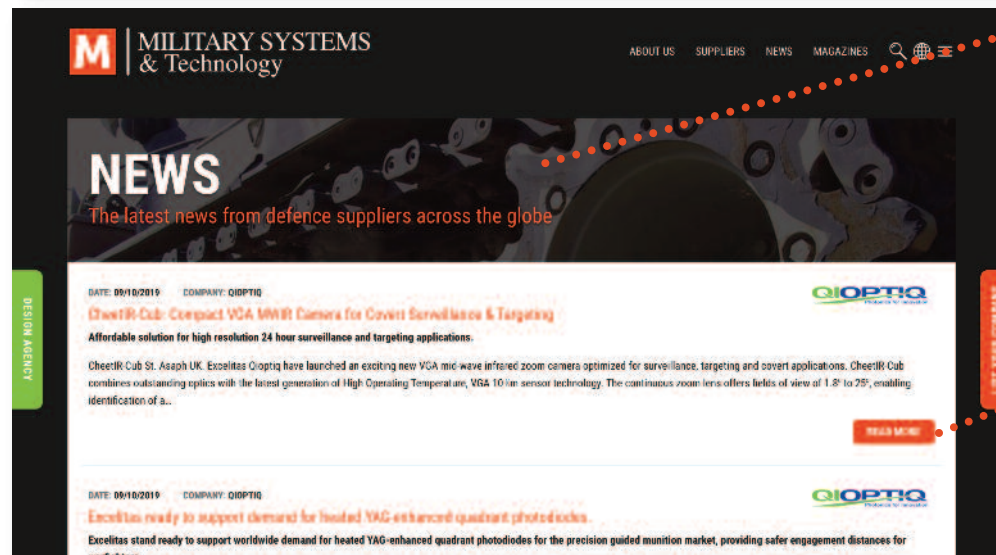 M
MILITARY SYSTEMS
& Technology
ABOUT US SUPPLIERS NEWS MAGAZINES
NEWS
The latest news from defence suppliers across the globe
DESIGN AGENCY
DATE: 09/10/2019 COMPANY: QIOPTIQ
QIOPTIQ
CheetIR-Cub: Compact VGA MWIR Camera for Covert Surveillance & Targeting
Affordable solution for high resolution 24 hour surveillance and targeting applications.
CheetIR-Cub St. Asaph UK. Excelitas Qioptiq have launched an exciting new VGA mid-wave infrared zoom camera optimized for surveillance, targeting and covert applications. CheetIR-Cub
combines outstanding optics with the latest generation of High Operating Temperature, VGA 10 km sensor technology. The continuous zoom lens offers fields of view of 1.8° to 25°, enabling
identification of a...
READ MORE
DATE: 09/10/2019 COMPANY: QIOPTIQ
QIOPTIQ
Excelitas ready to support demand for heated YAG-enhanced quadrant photodiodes
Excelitas stand ready to support worldwide demand for heated YAG-enhanced quadrant photodiodes for the precision guided munition market, providing safer engagement distances for